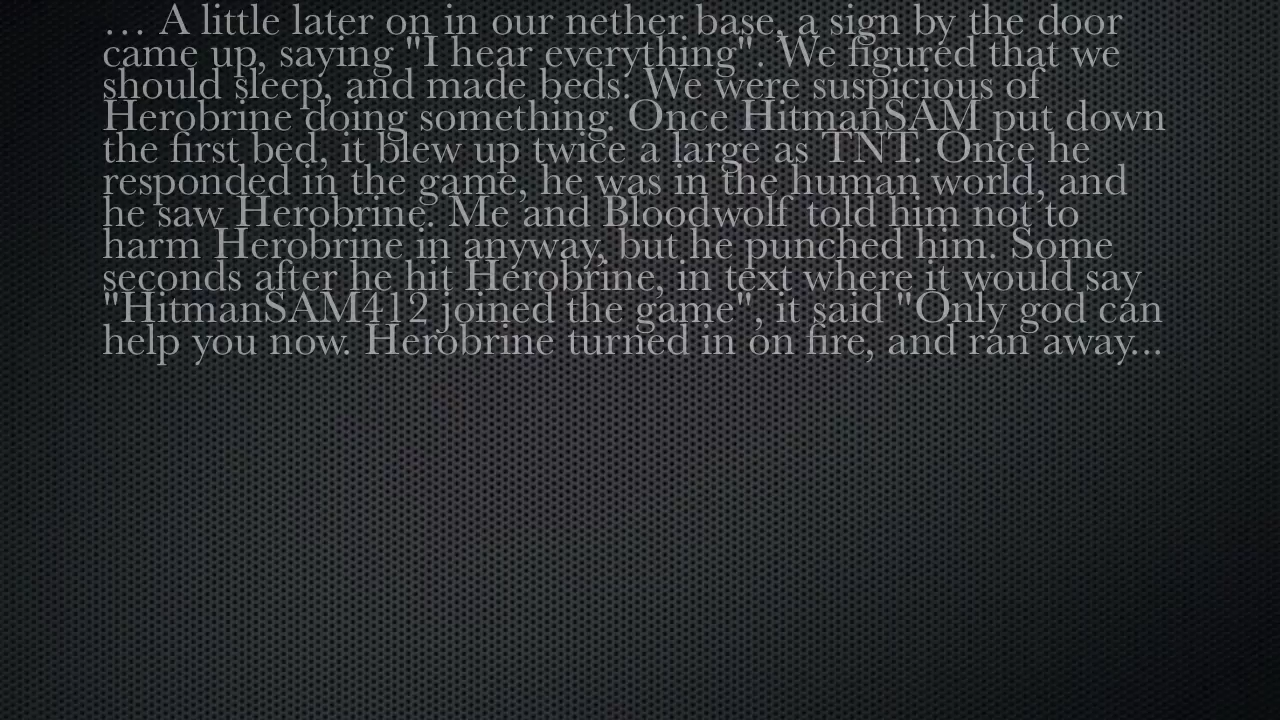 … A little later on in our nether base, a sign by the door
came up, saying "I hear everything". We figured that we
should sleep, and made beds. We were suspicious of
Herobrine doing something. Once HitmanSAM put down
the first bed, it blew up twice a large as TNT. Once he
responded in the game, he was in the human world, and
he saw Herobrine. Me and Bloodwolf told him not to
harm Herobrine in anyway, but he punched him. Some
seconds after he hit Herobrine, in text where it would say
"HitmanSAM412 joined the game", it said "Only god can
help you now. Herobrine turned in on fire, and ran away...